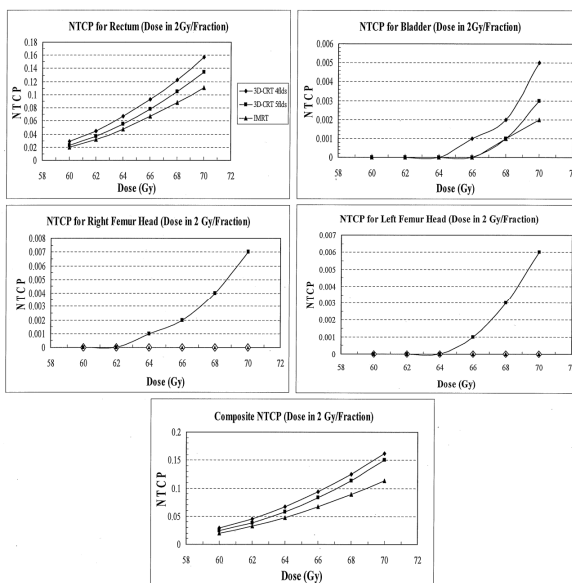 NTCP for Rectum (Dose in 2Gy/Fraction)
0.18
0.16
0.14
0.12
0.1
0.08
0.06
0.04
0.02
0
NTCP
58 60 62 64 66 68 70 72
Dose (Gy)
3D-CRT 4flds
3D-CRT 5flds
IMRT
NTCP for Bladder (Dose in 2Gy/Fraction)
0.006
0.005
0.004
0.003
0.002
0.001
0
NTCP
58 60 62 64 66 68 70 72
Dose (Gy)
NTCP for Right Femur Head (Dose in 2 Gy/Fraction)
0.008
0.007
0.006
0.005
0.004
0.003
0.002
0.001
0
NTCP
58 60 62 64 66 68 70 72
Dose (Gy)
NTCP for Left Femur Head (Dose in 2 Gy/Fraction)
0.007
0.006
0.005
0.004
0.003
0.002
0.001
0
NTCP
58 60 62 64 66 68 70 72
Dose (Gy)
Composite NTCP (Dose in 2 Gy/Fraction)
0.2
0.15
0.1
0.05
0
NTCP
58 60 62 64 66 68 70 72
Dose (Gy)